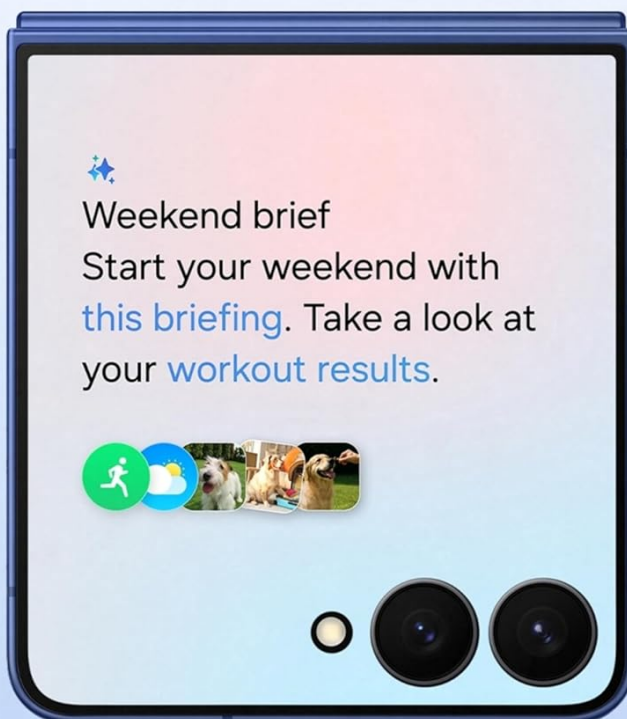 Weekend brief
Start your weekend with
this briefing. Take a look at
your workout results.